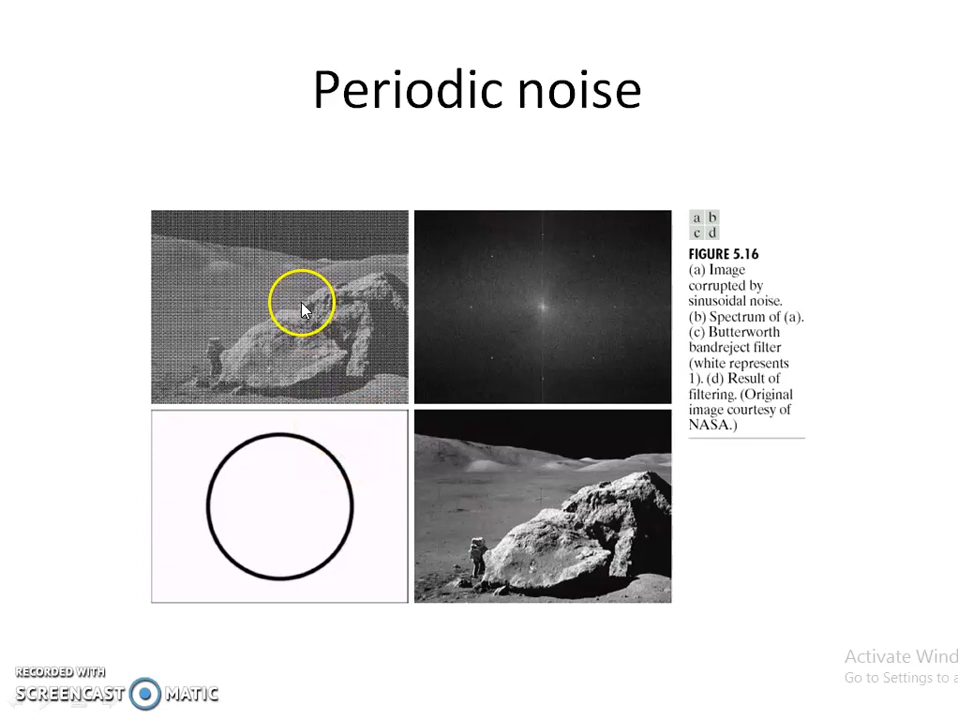 Periodic noise
a b
c d
FIGURE 5.16
(a) Image
corrupted by
sinusoidal noise.
(b) Spectrum of (a).
(c) Butterworth
bandreject filter
(white represents
1). (d) Result of
filtering. (Original
image courtesy of
NASA.)
Activate Wind
Go to Settings to a
RECORDED WITH
SCREENCAST MATIC